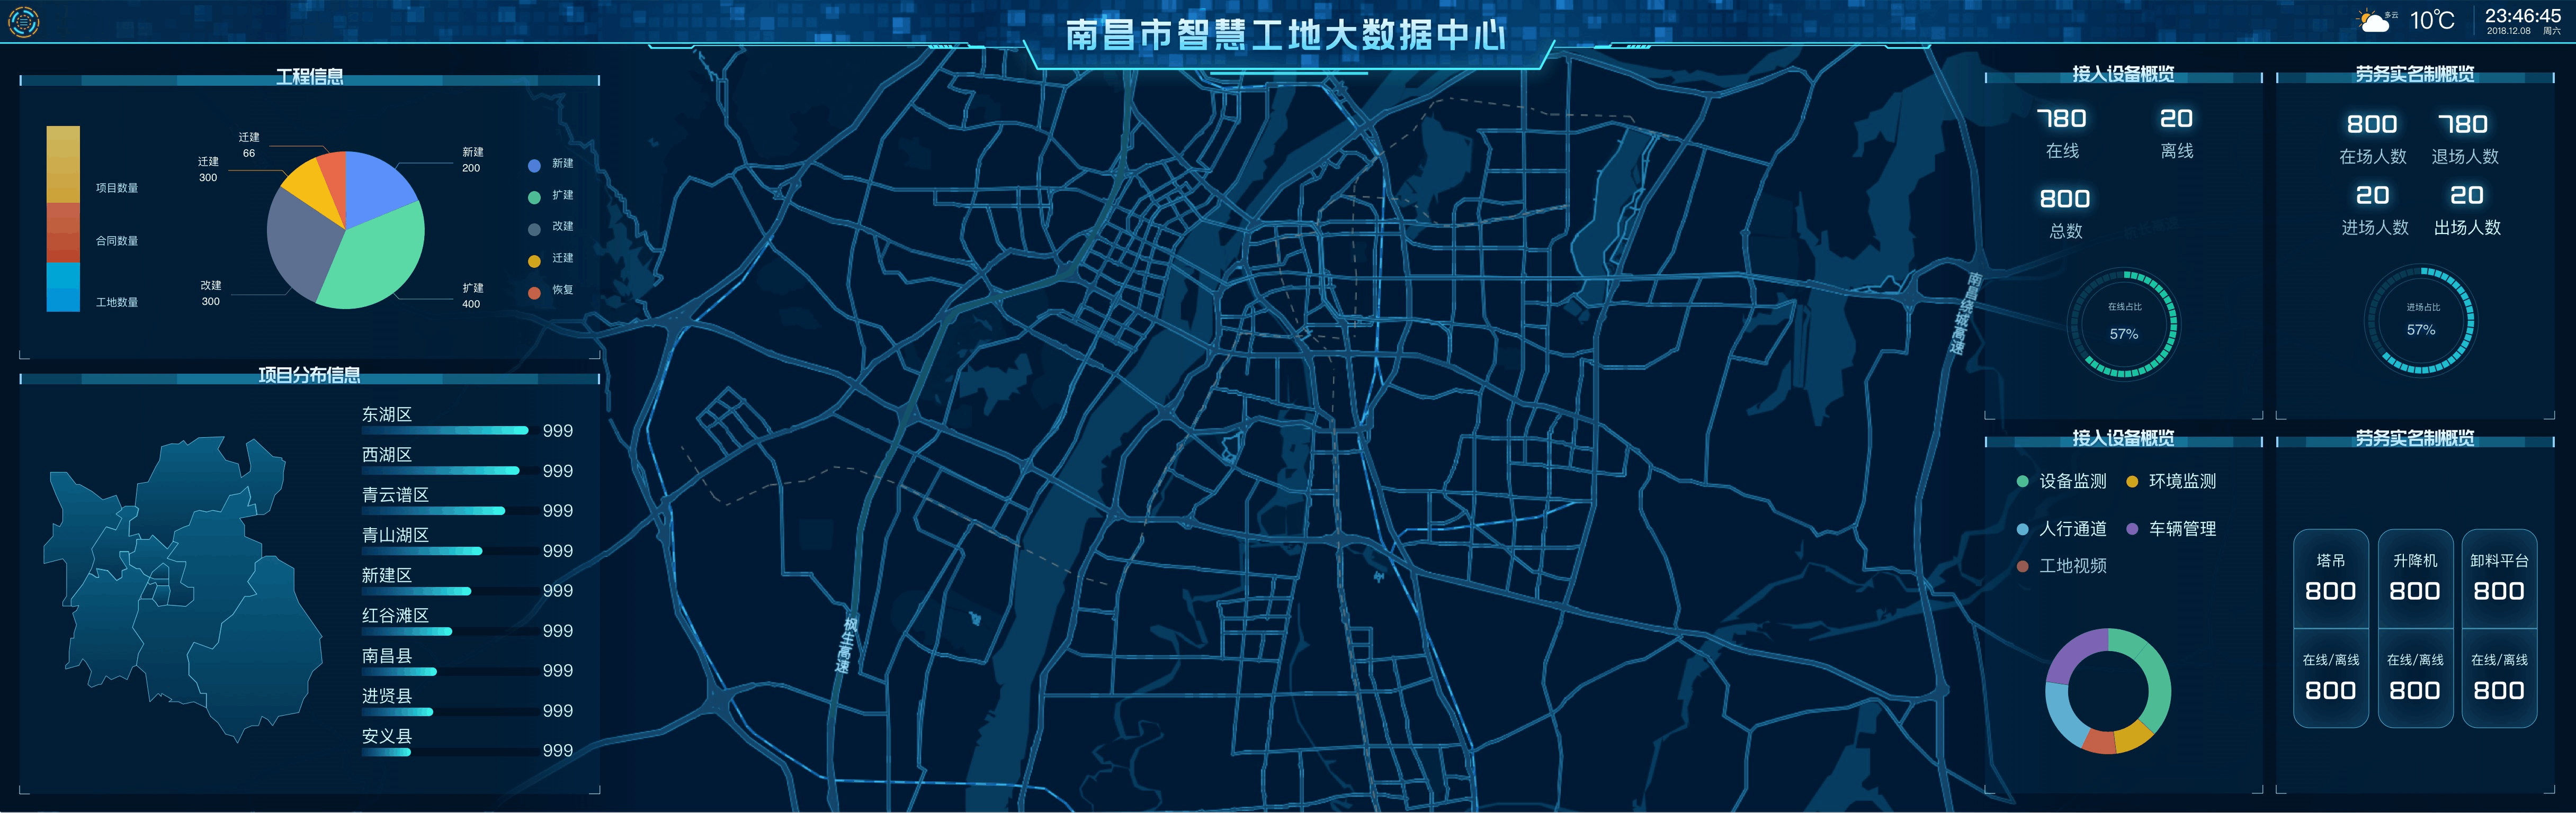 南昌市智慧工地大数据中心
多云
10℃
23:46:45
2018.12.08 周六
工程信息
项目数量
合同数量
工地数量
迁建
66
迁建
300
新建
200
改建
300
扩建
400
新建
扩建
改建
迁建
恢复
项目分布信息
东湖区
999
西湖区
999
青云谱区
999
青山湖区
999
新建区
999
红谷滩区
999
南昌县
999
进贤县
999
安义县
999
枫生高速
南昌绕城高速
接入设备概览
780 20
在线 离线
800
总数
在线占比
57%
劳务实名制概览
800 780
在场人数 退场人数
20 20
进场人数 出场人数
进场占比
57%
接入设备概览
设备监测 环境监测
人行通道 车辆管理
工地视频
劳务实名制概览
塔吊 升降机 卸料平台
800 800 800
在线/离线 在线/离线 在线/离线
800 800 800